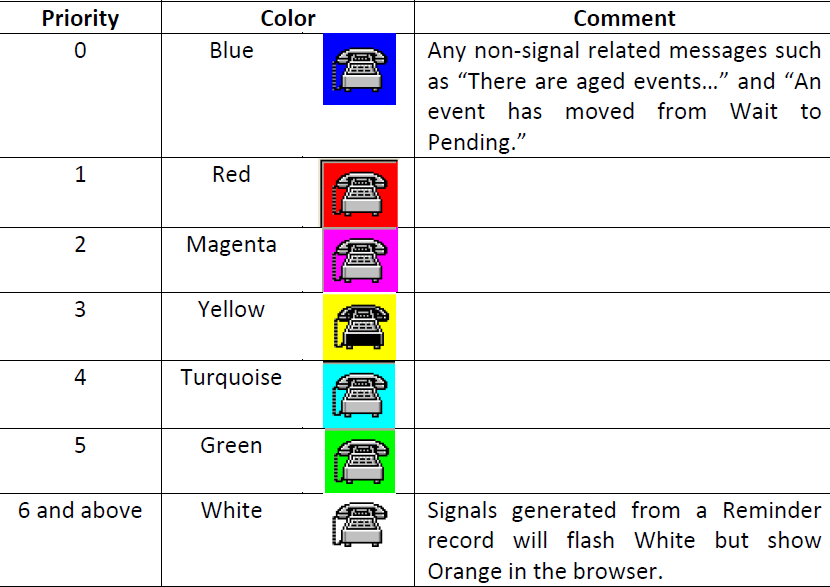 Priority Color Comment
0 Blue Any non-signal related messages such
as “There are aged events…” and “An
event has moved from Wait to
Pending.”
1 Red
2 Magenta
3 Yellow
4 Turquoise
5 Green
6 and above White Signals generated from a Reminder
record will flash White but show
Orange in the browser.